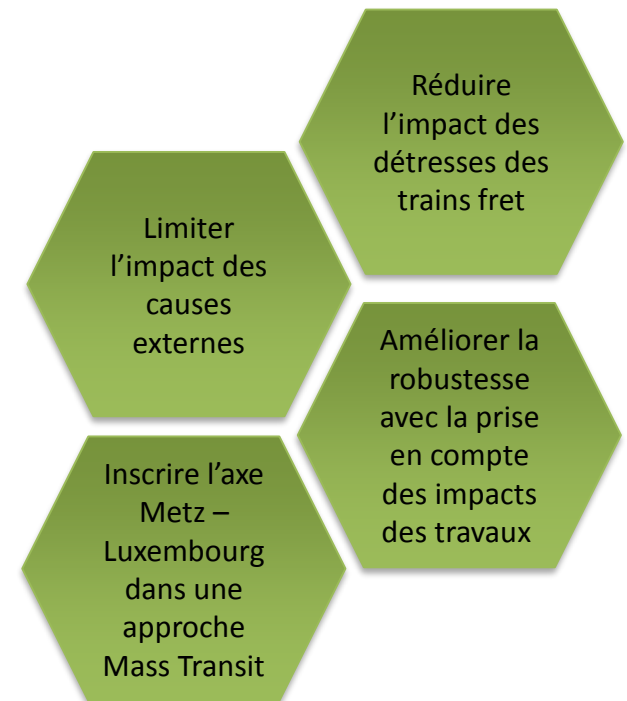 Réduire
l’impact des
détresses des
trains fret
Limiter
l’impact des
causes
externes
Améliorer la
robustesse
avec la prise
en compte
des impacts
des travaux
Inscrire l’axe
Metz –
Luxembourg
dans une
approche
Mass Transit